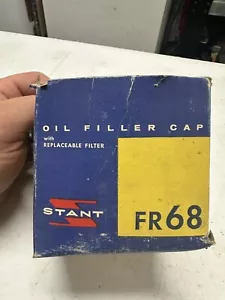 OIL FILLER CAP
with
REPLACEABLE FILTER
STANT
FR68